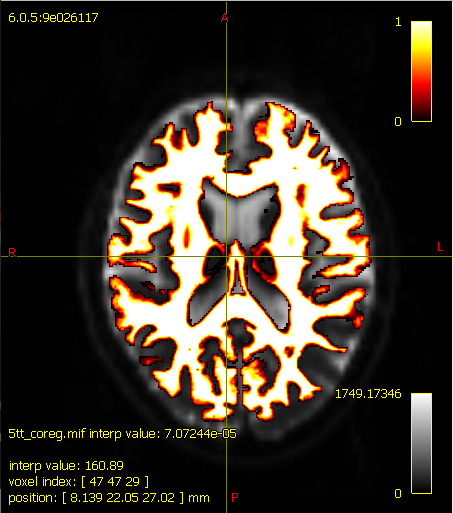 6.0.5:9e026117
A
1
0
R
L
1749.17346
5tt_coreg.mif interp value: 7.07244e-05
interp value: 160.89
voxel index: [ 47 47 29 ]
position: [ 8.139 22.05 27.02 ] mm
0
P